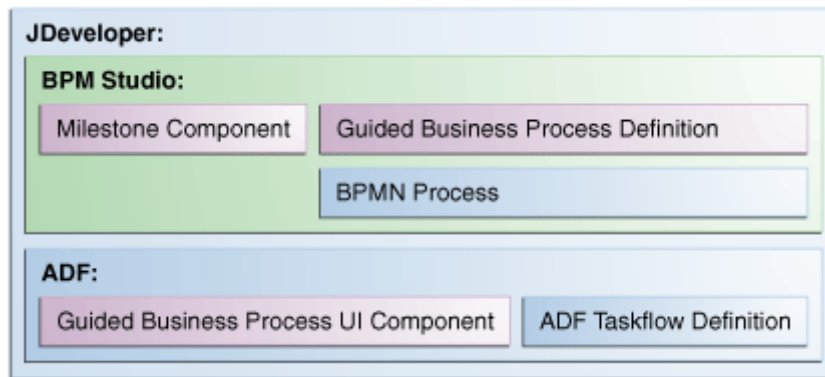 JDeveloper:
BPM Studio:
Milestone Component
Guided Business Process Definition
BPMN Process
ADF:
Guided Business Process UI Component
ADF Taskflow Definition